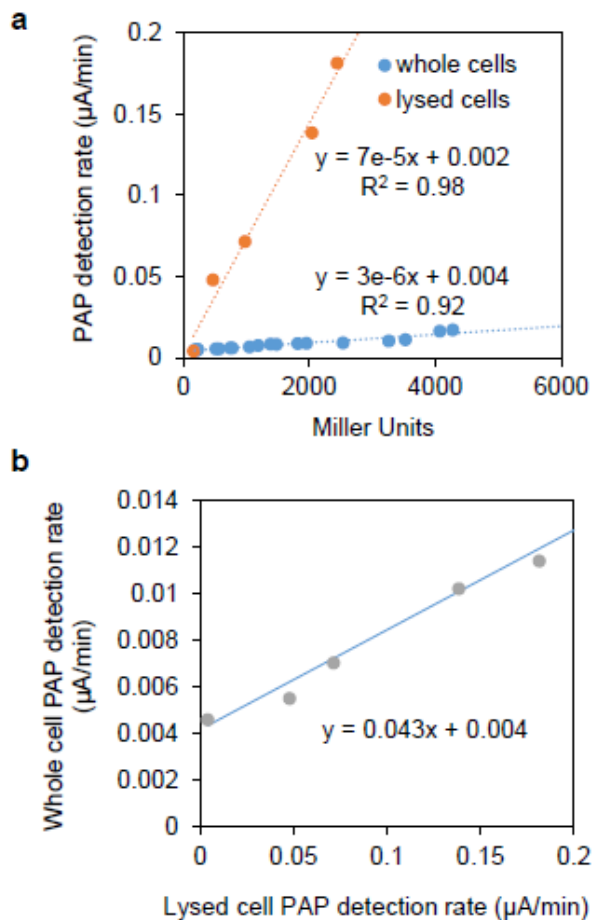 a
PAP detection rate (µA/min)
0.2
0.15
0.1
0.05
0
whole cells
lysed cells
y = 7e-5x + 0.002
R² = 0.98
y = 3e-6x + 0.004
R² = 0.92
0
2000
4000
6000
Miller Units
b
Whole cell PAP detection rate
(µA/min)
0.014
0.012
0.01
0.008
0.006
0.004
0.002
0
y = 0.043x + 0.004
0
0.05
0.1
0.15
0.2
Lysed cell PAP detection rate (µA/min)